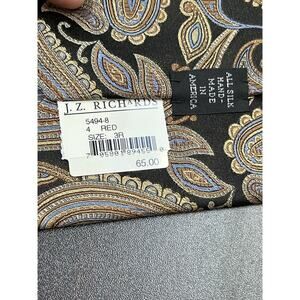 J. Z. RICHARDS
5494-8
4 RED
SIZE: 3R
65.00
ALL SILK
HAND-
MADE
IN
AMERICA